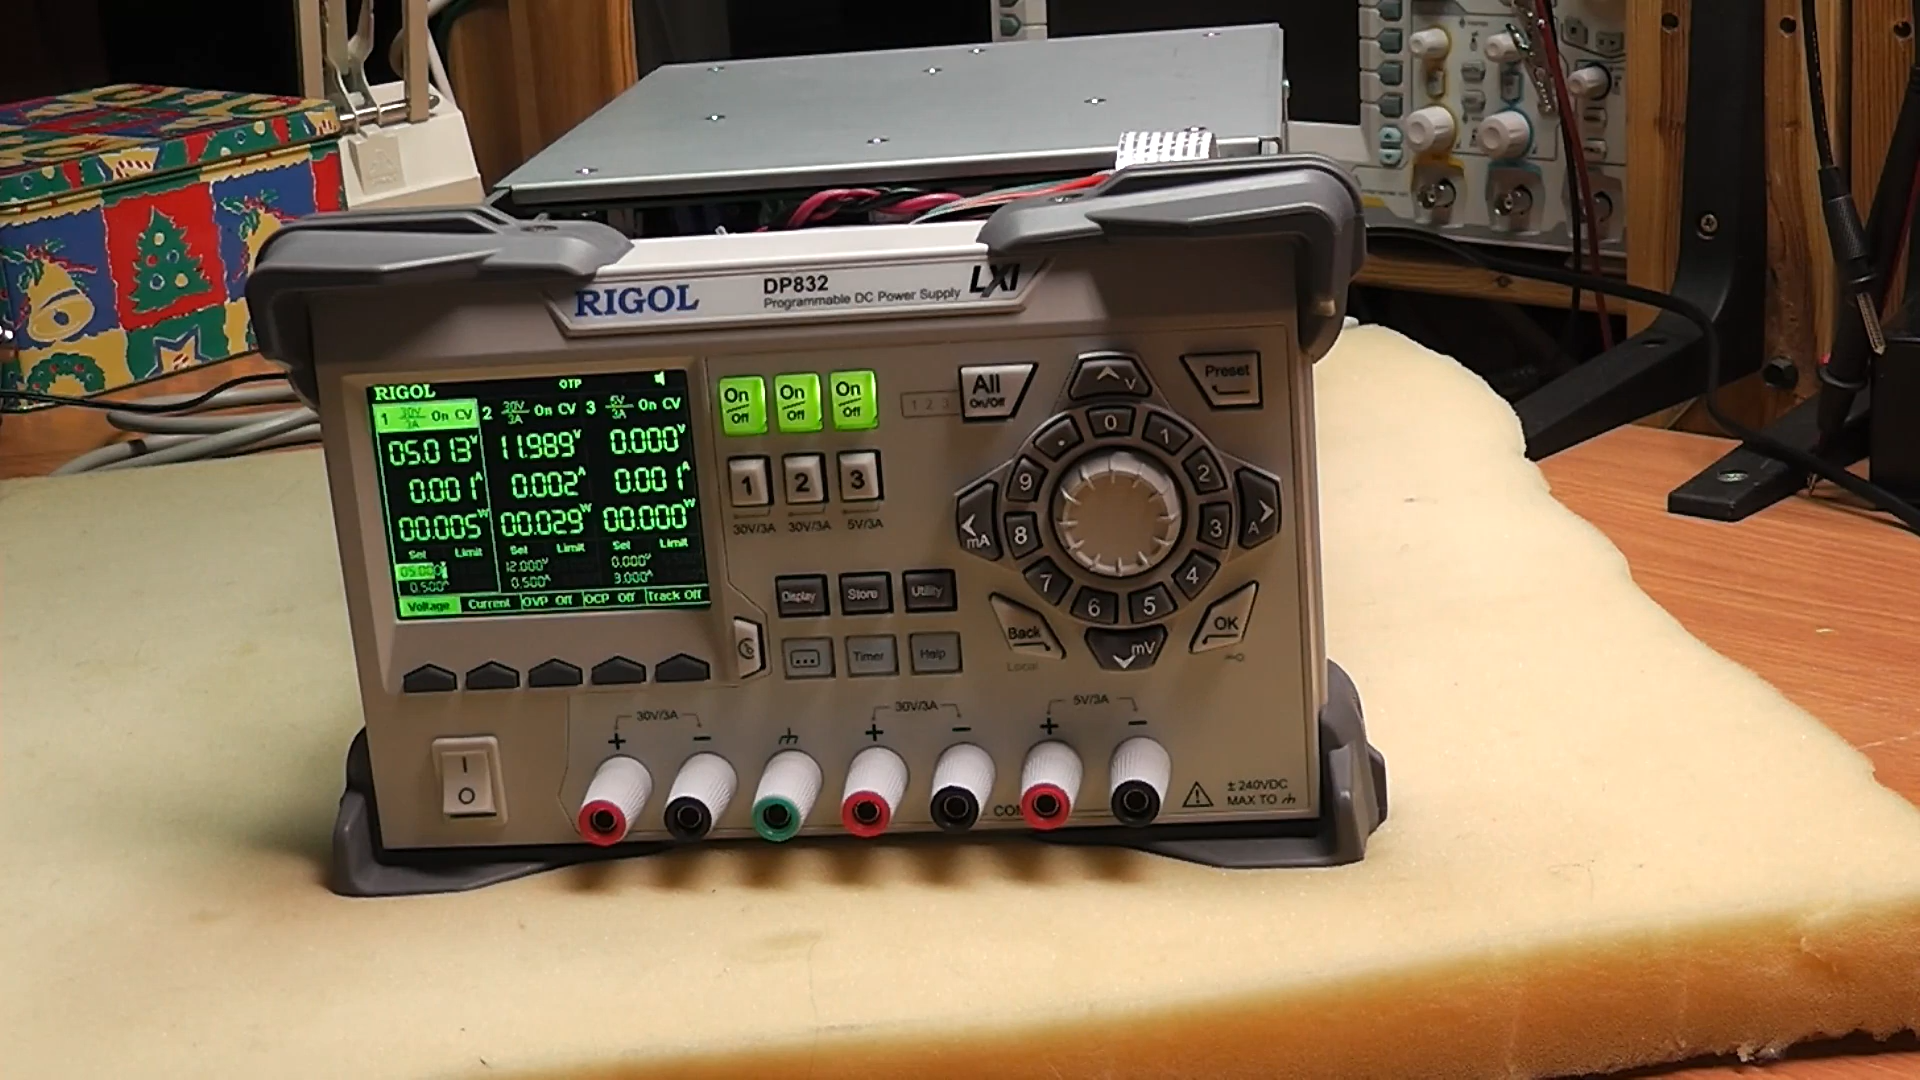 RIGOL DP832 LXI
Programmable DC Power Supply
RIGOL OTP
1 30V/3A On CV 2 30V/3A On CV 3 5V/3A On CV
05.013V 11.989V 0.000V
0.001A 0.002A 0.001A
00.005W 00.029W 00.000W
Set Limit Set Limit Set Limit
05.000V 12.000V 0.000V
0.500A 0.500A 3.000A
Voltage Current OVP Off OCP Off Track Off
On/Off On/Off On/Off
1 2 3
All On/Off
Preset
1 2 3
30V/3A 30V/3A 5V/3A
V
0 1 2 3 4 5 6 7 8 9 .
mA A
mV
Display Store Utility
... Timer Help
Back
Local
OK
30V/3A 30V/3A 5V/3A
+ − + − + −
I
O
COM
⚠ ±240VDC
MAX TO